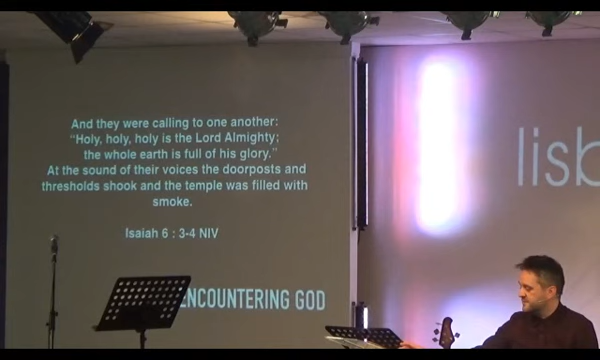 And they were calling to one another:
“Holy, holy, holy is the Lord Almighty;
the whole earth is full of his glory.”
At the sound of their voices the doorposts and
thresholds shook and the temple was filled with
smoke.
Isaiah 6 : 3-4 NIV
ENCOUNTERING GOD
lisb